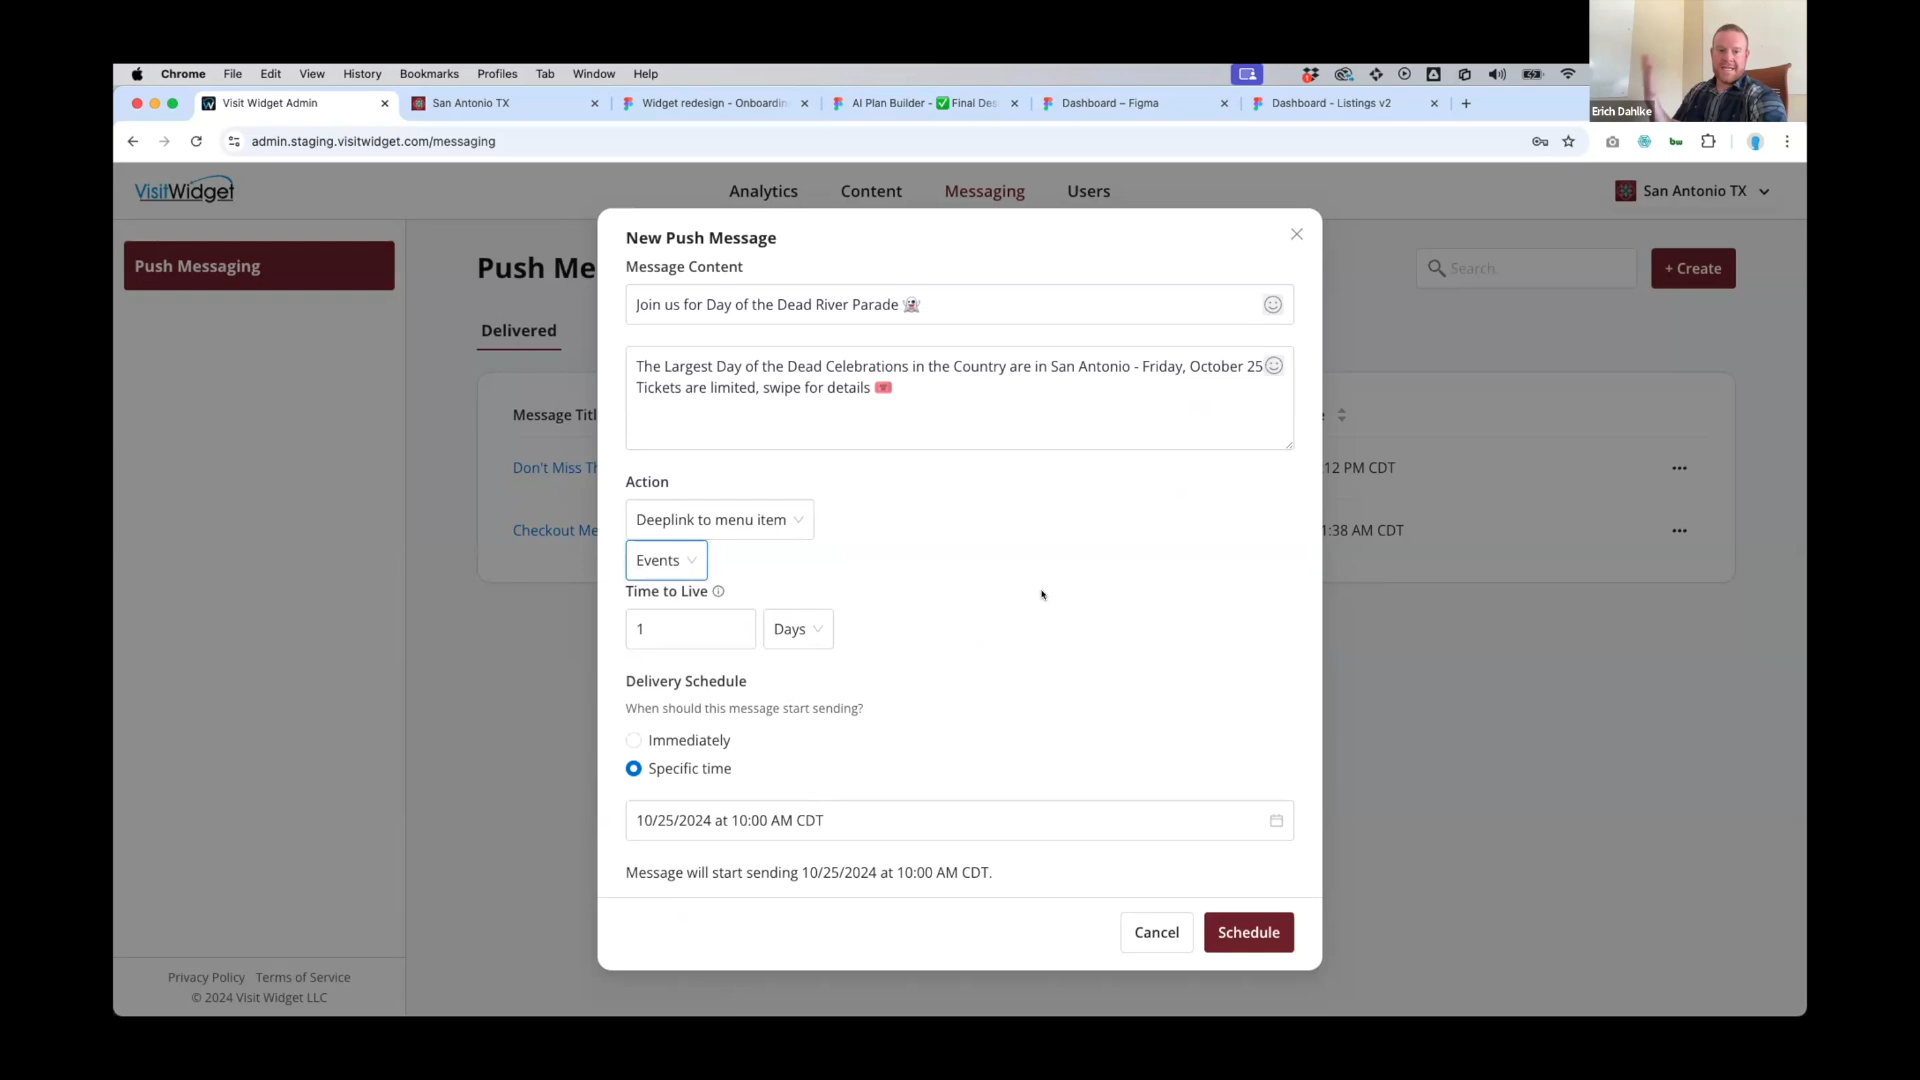 Chrome File Edit View History Bookmarks Profiles Tab Window Help
Visit Widget Admin
San Antonio TX
Widget redesign - Onboardin
AI Plan Builder - ✅ Final Des
Dashboard – Figma
Dashboard - Listings v2
Erich Dahlke
admin.staging.visitwidget.com/messaging
VisitWidget
Analytics Content Messaging Users
San Antonio TX
Push Messaging
Push Me
Search
+ Create
Delivered
Message Titl
Don't Miss Th
12 PM CDT
Checkout Me
1:38 AM CDT
New Push Message
Message Content
Join us for Day of the Dead River Parade 👻
The Largest Day of the Dead Celebrations in the Country are in San Antonio - Friday, October 25
Tickets are limited, swipe for details 🎟️
Action
Deeplink to menu item
Events
Time to Live
1 Days
Delivery Schedule
When should this message start sending?
Immediately
Specific time
10/25/2024 at 10:00 AM CDT
Message will start sending 10/25/2024 at 10:00 AM CDT.
Cancel Schedule
Privacy Policy Terms of Service
© 2024 Visit Widget LLC